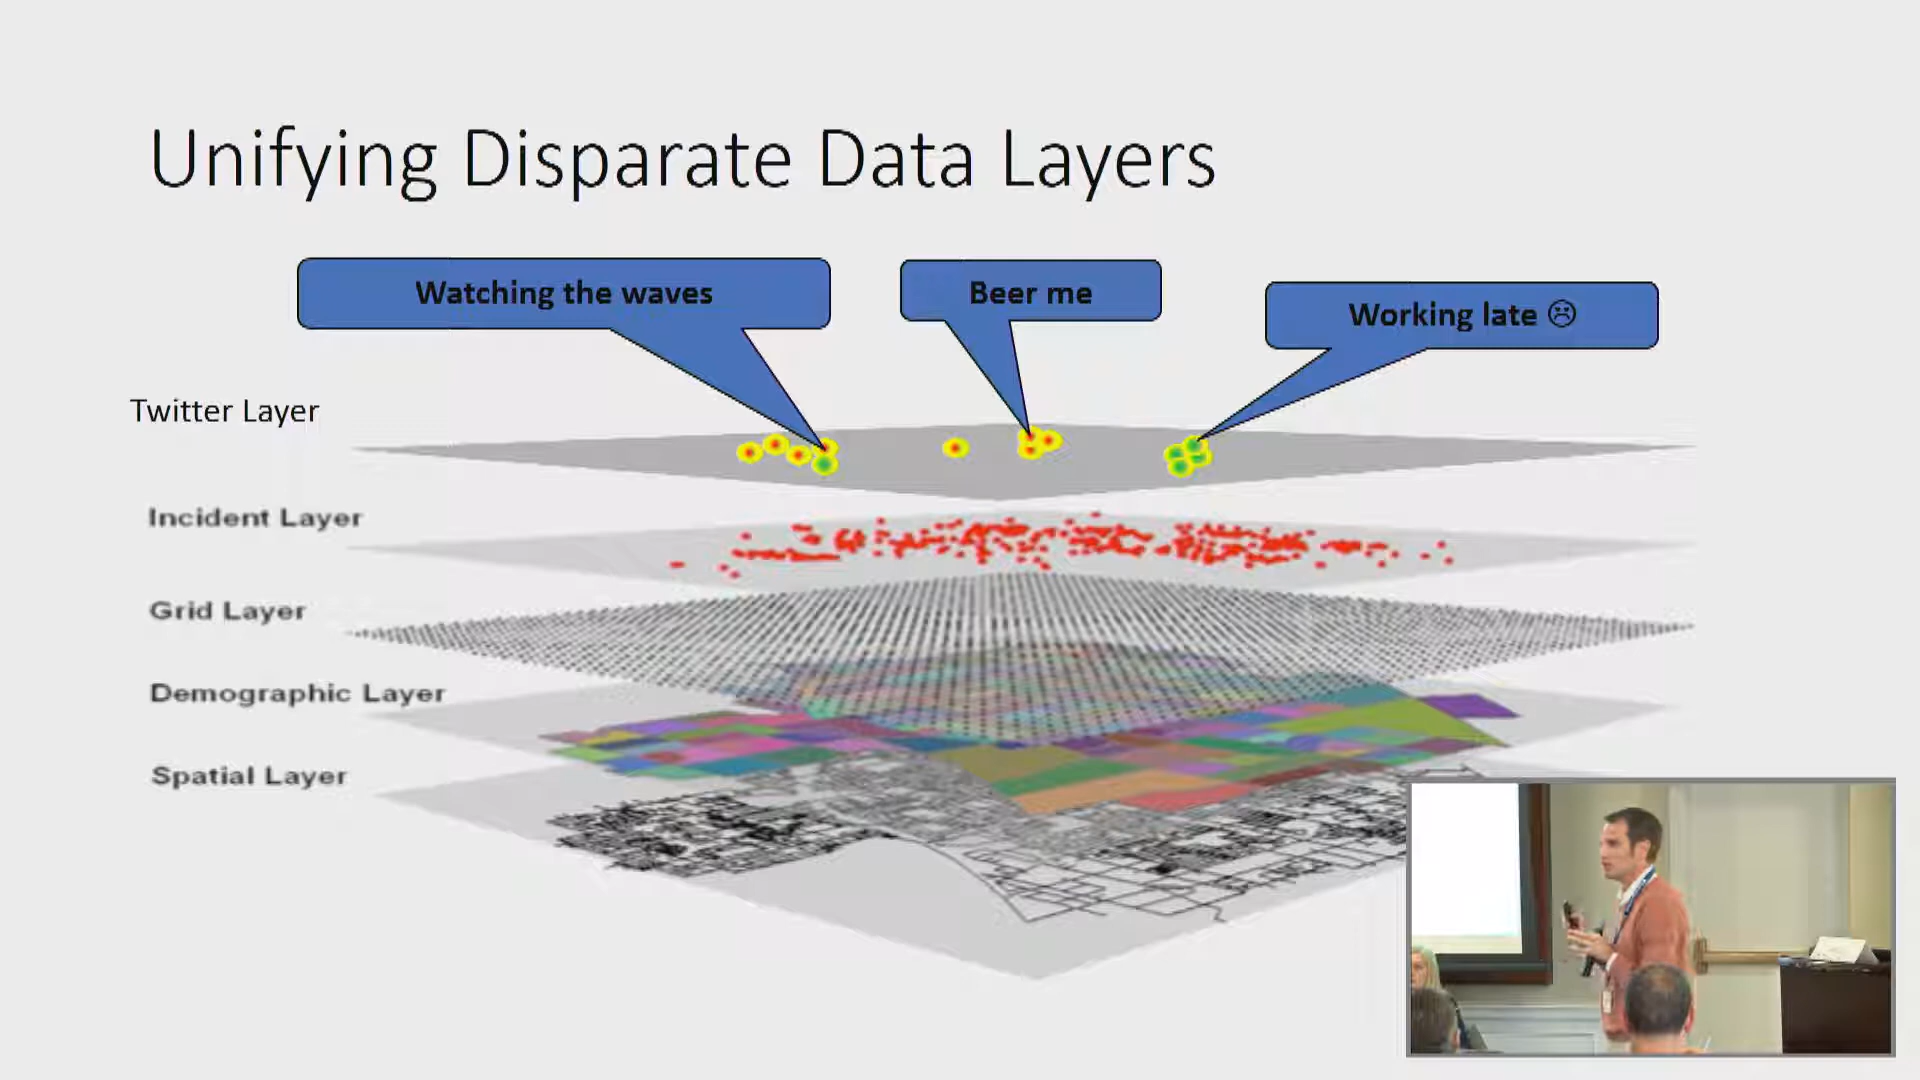 Unifying Disparate Data Layers
Watching the waves
Beer me
Working late ☹
Twitter Layer
Incident Layer
Grid Layer
Demographic Layer
Spatial Layer